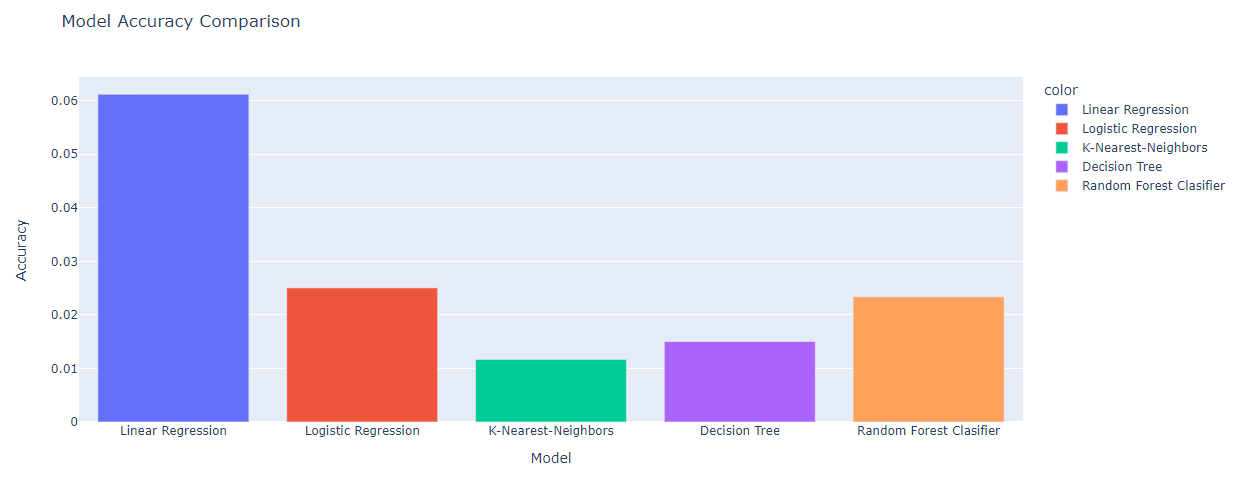 Model Accuracy Comparison
color
Linear Regression
Logistic Regression
K-Nearest-Neighbors
Decision Tree
Random Forest Clasifier
Accuracy
0.06
0.05
0.04
0.03
0.02
0.01
0
Linear Regression
Logistic Regression
K-Nearest-Neighbors
Decision Tree
Random Forest Clasifier
Model